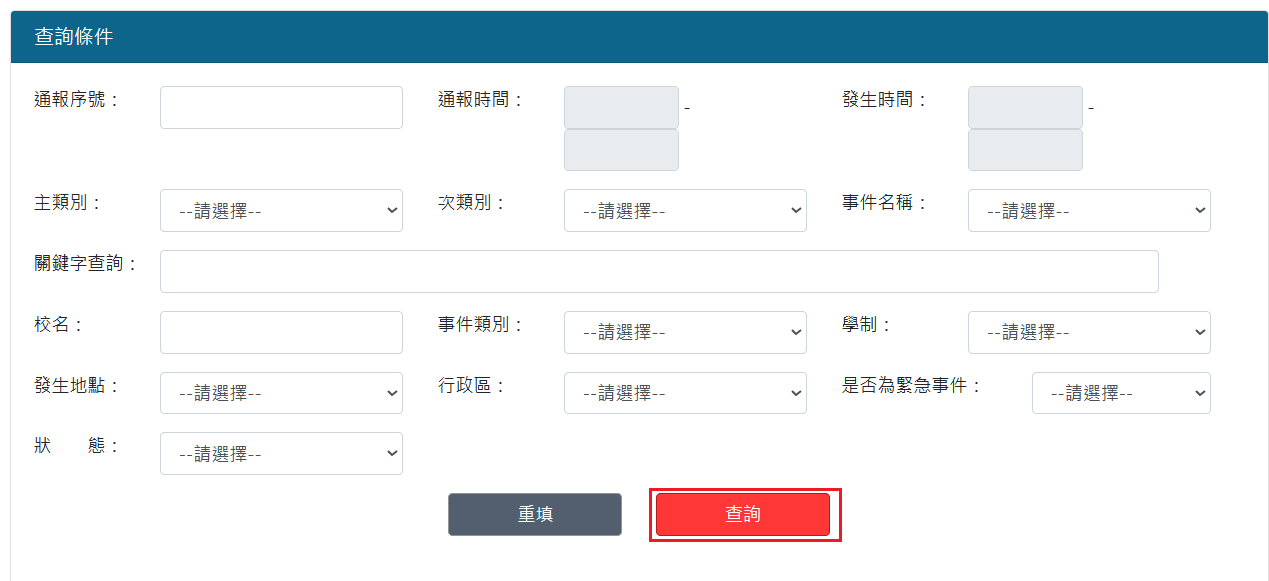 查詢條件
通報序號： 通報時間： - 發生時間： -
主類別： --請選擇-- 次類別： --請選擇-- 事件名稱： --請選擇--
關鍵字查詢：
校名： 事件類別： --請選擇-- 學制： --請選擇--
發生地點： --請選擇-- 行政區： --請選擇-- 是否為緊急事件： --請選擇--
狀　　態： --請選擇--
重填 查詢